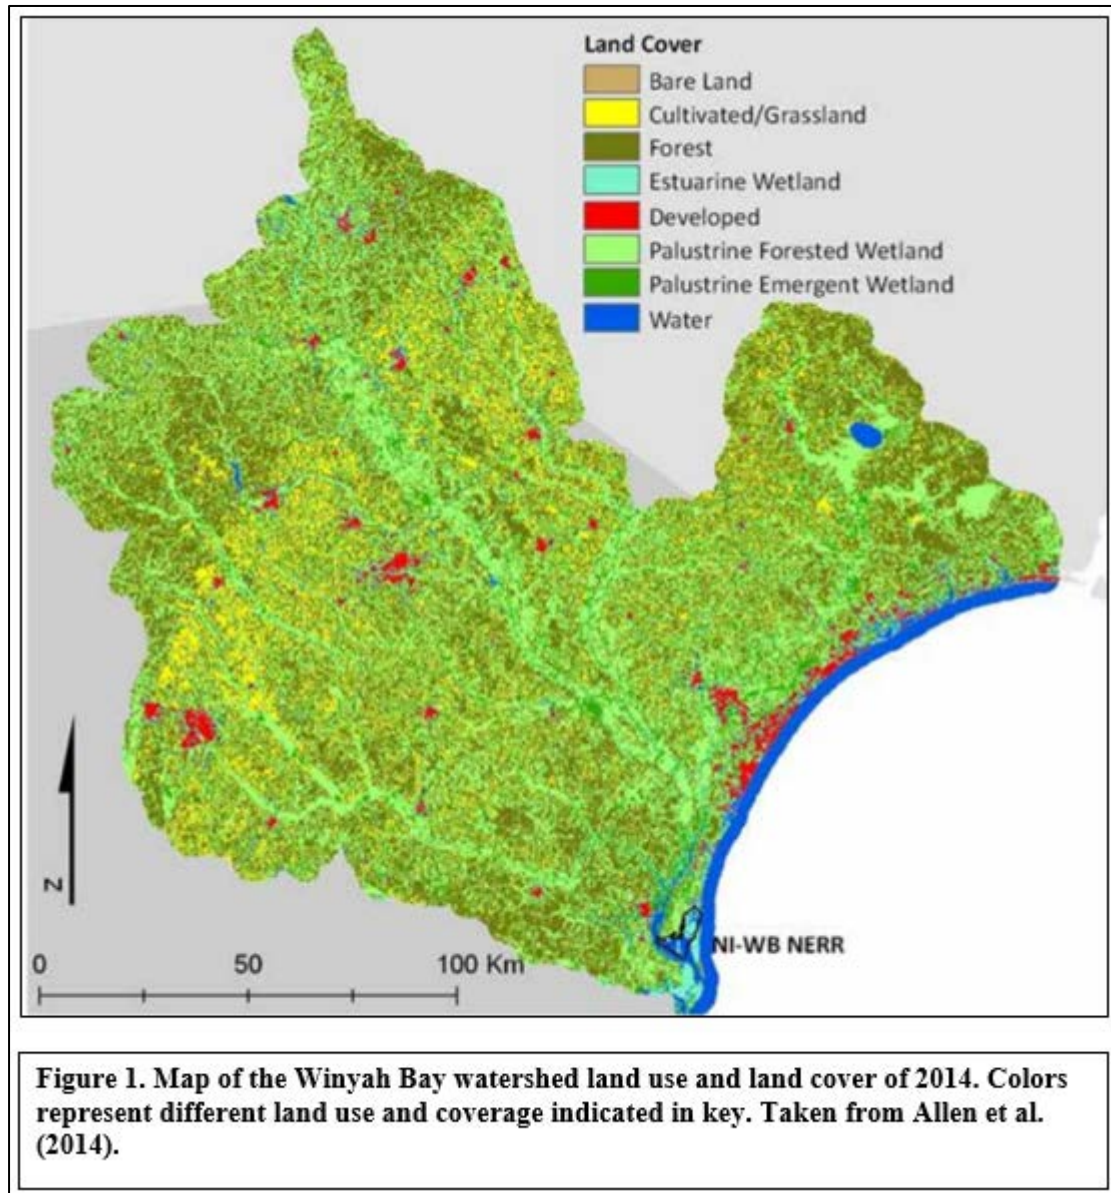 Land Cover
Bare Land
Cultivated/Grassland
Forest
Estuarine Wetland
Developed
Palustrine Forested Wetland
Palustrine Emergent Wetland
Water
NI-WB NERR
N
0 50 100 Km
Figure 1. Map of the Winyah Bay watershed land use and land cover of 2014. Colors
represent different land use and coverage indicated in key. Taken from Allen et al.
(2014).